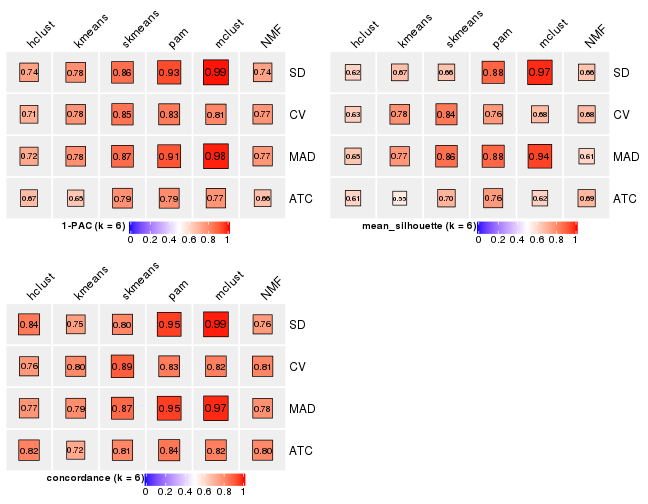 hclust kmeans skmeans pam mclust NMF
0.74 0.78 0.86 0.93 0.99 0.74 SD
0.71 0.78 0.85 0.83 0.81 0.77 CV
0.72 0.78 0.87 0.91 0.98 0.77 MAD
0.67 0.65 0.79 0.79 0.77 0.66 ATC
1-PAC (k = 6)
0 0.2 0.4 0.6 0.8 1
hclust kmeans skmeans pam mclust NMF
0.62 0.67 0.66 0.88 0.97 0.66 SD
0.63 0.78 0.84 0.76 0.68 0.68 CV
0.65 0.77 0.86 0.88 0.94 0.61 MAD
0.61 0.55 0.70 0.76 0.62 0.69 ATC
mean_silhouette (k = 6)
0 0.2 0.4 0.6 0.8 1
hclust kmeans skmeans pam mclust NMF
0.84 0.75 0.80 0.95 0.99 0.76 SD
0.76 0.80 0.89 0.83 0.82 0.81 CV
0.77 0.79 0.87 0.95 0.97 0.78 MAD
0.82 0.72 0.81 0.84 0.82 0.80 ATC
concordance (k = 6)
0 0.2 0.4 0.6 0.8 1